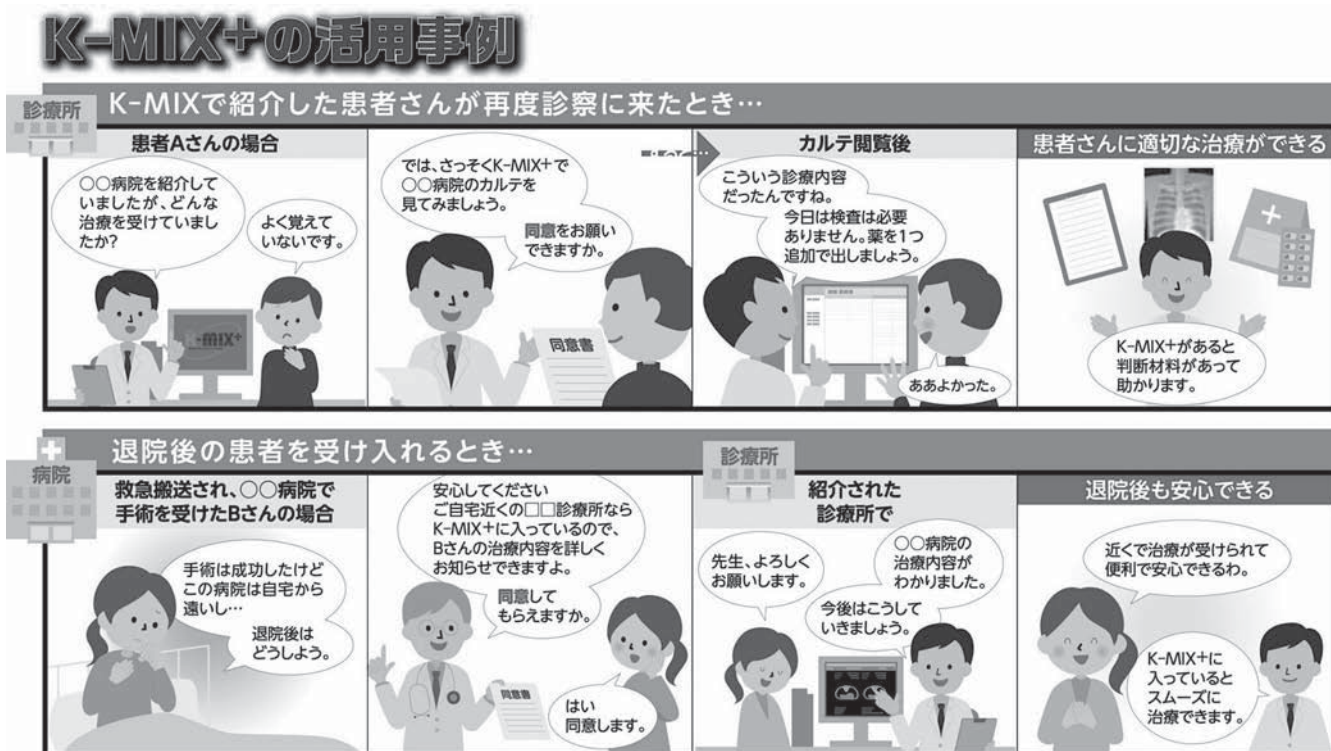 K-MIX+の活用事例
診療所
K-MIXで紹介した患者さんが再度診察に来たとき…
患者Aさんの場合
○○病院を紹介して
いましたが、どんな
治療を受けていまし
たか?
よく覚えて
いないです。
K-MIX+
では、さっそくK-MIX+で
○○病院のカルテを
見てみましょう。
同意をお願い
できますか。
同意書
カルテ閲覧後
こういう診療内容
だったんですね。
今日は検査は必要
ありません。薬を1つ
追加で出しましょう。
ああよかった。
患者さんに適切な治療ができる
K-MIX+があると
判断材料があって
助かります。
病院
退院後の患者を受け入れるとき…
救急搬送され、○○病院で
手術を受けたBさんの場合
手術は成功したけど
この病院は自宅から
遠いし…
退院後は
どうしよう。
安心してください
ご自宅近くの□□診療所なら
K-MIX+に入っているので、
Bさんの治療内容を詳しく
お知らせできますよ。
同意して
もらえますか。
同意書
はい
同意します。
診療所
紹介された
診療所で
先生、よろしく
お願いします。
○○病院の
治療内容が
わかりました。
今後はこうして
いきましょう。
退院後も安心できる
近くで治療が受けられて
便利で安心できるわ。
K-MIX+に
入っていると
スムーズに
治療できます。